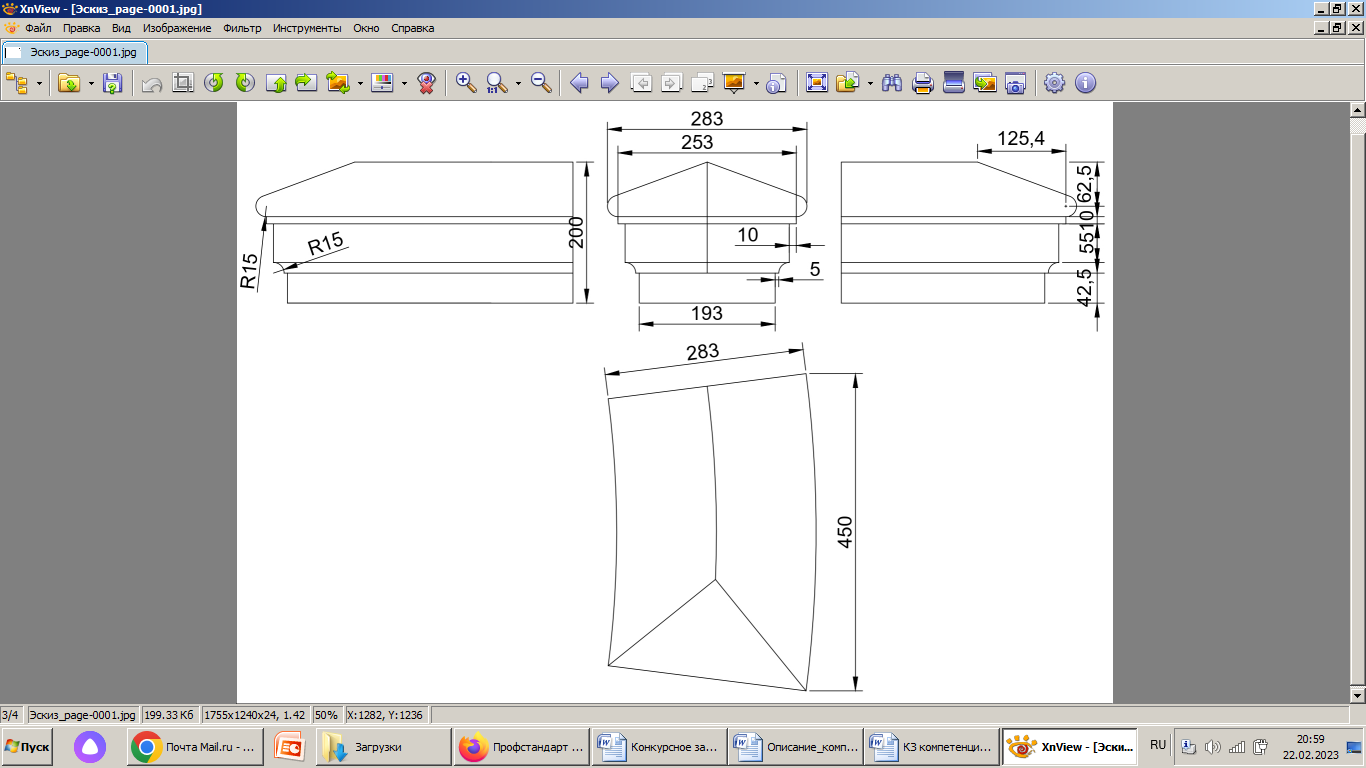 XnView - [Эскиз_page-0001.jpg]
Файл Правка Вид Изображение Фильтр Инструменты Окно Справка
Эскиз_page-0001.jpg
1:1
283
253
125,4
62,5
10
55
42,5
200
R15
R15
10
5
193
283
450
3/4 Эскиз_page-0001.jpg 199.33 Кб 1755x1240x24, 1.42 50% X:1282, Y:1236
Пуск Почта Mail.ru - ... Загрузки Профстандарт ... Конкурсное за... Описание_комп... КЗ компетенци... XnView - [Эски... RU 20:59
22.02.2023